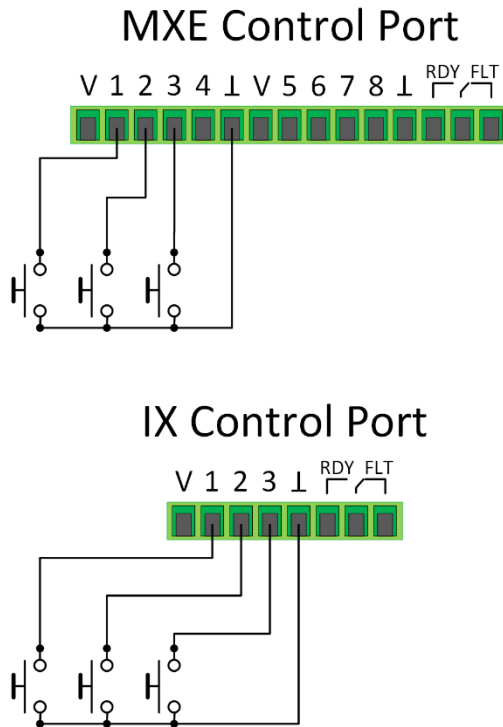 MXE Control Port
V 1 2 3 4 ⊥ V 5 6 7 8 ⊥ RDY FLT
IX Control Port
V 1 2 3 ⊥ RDY FLT